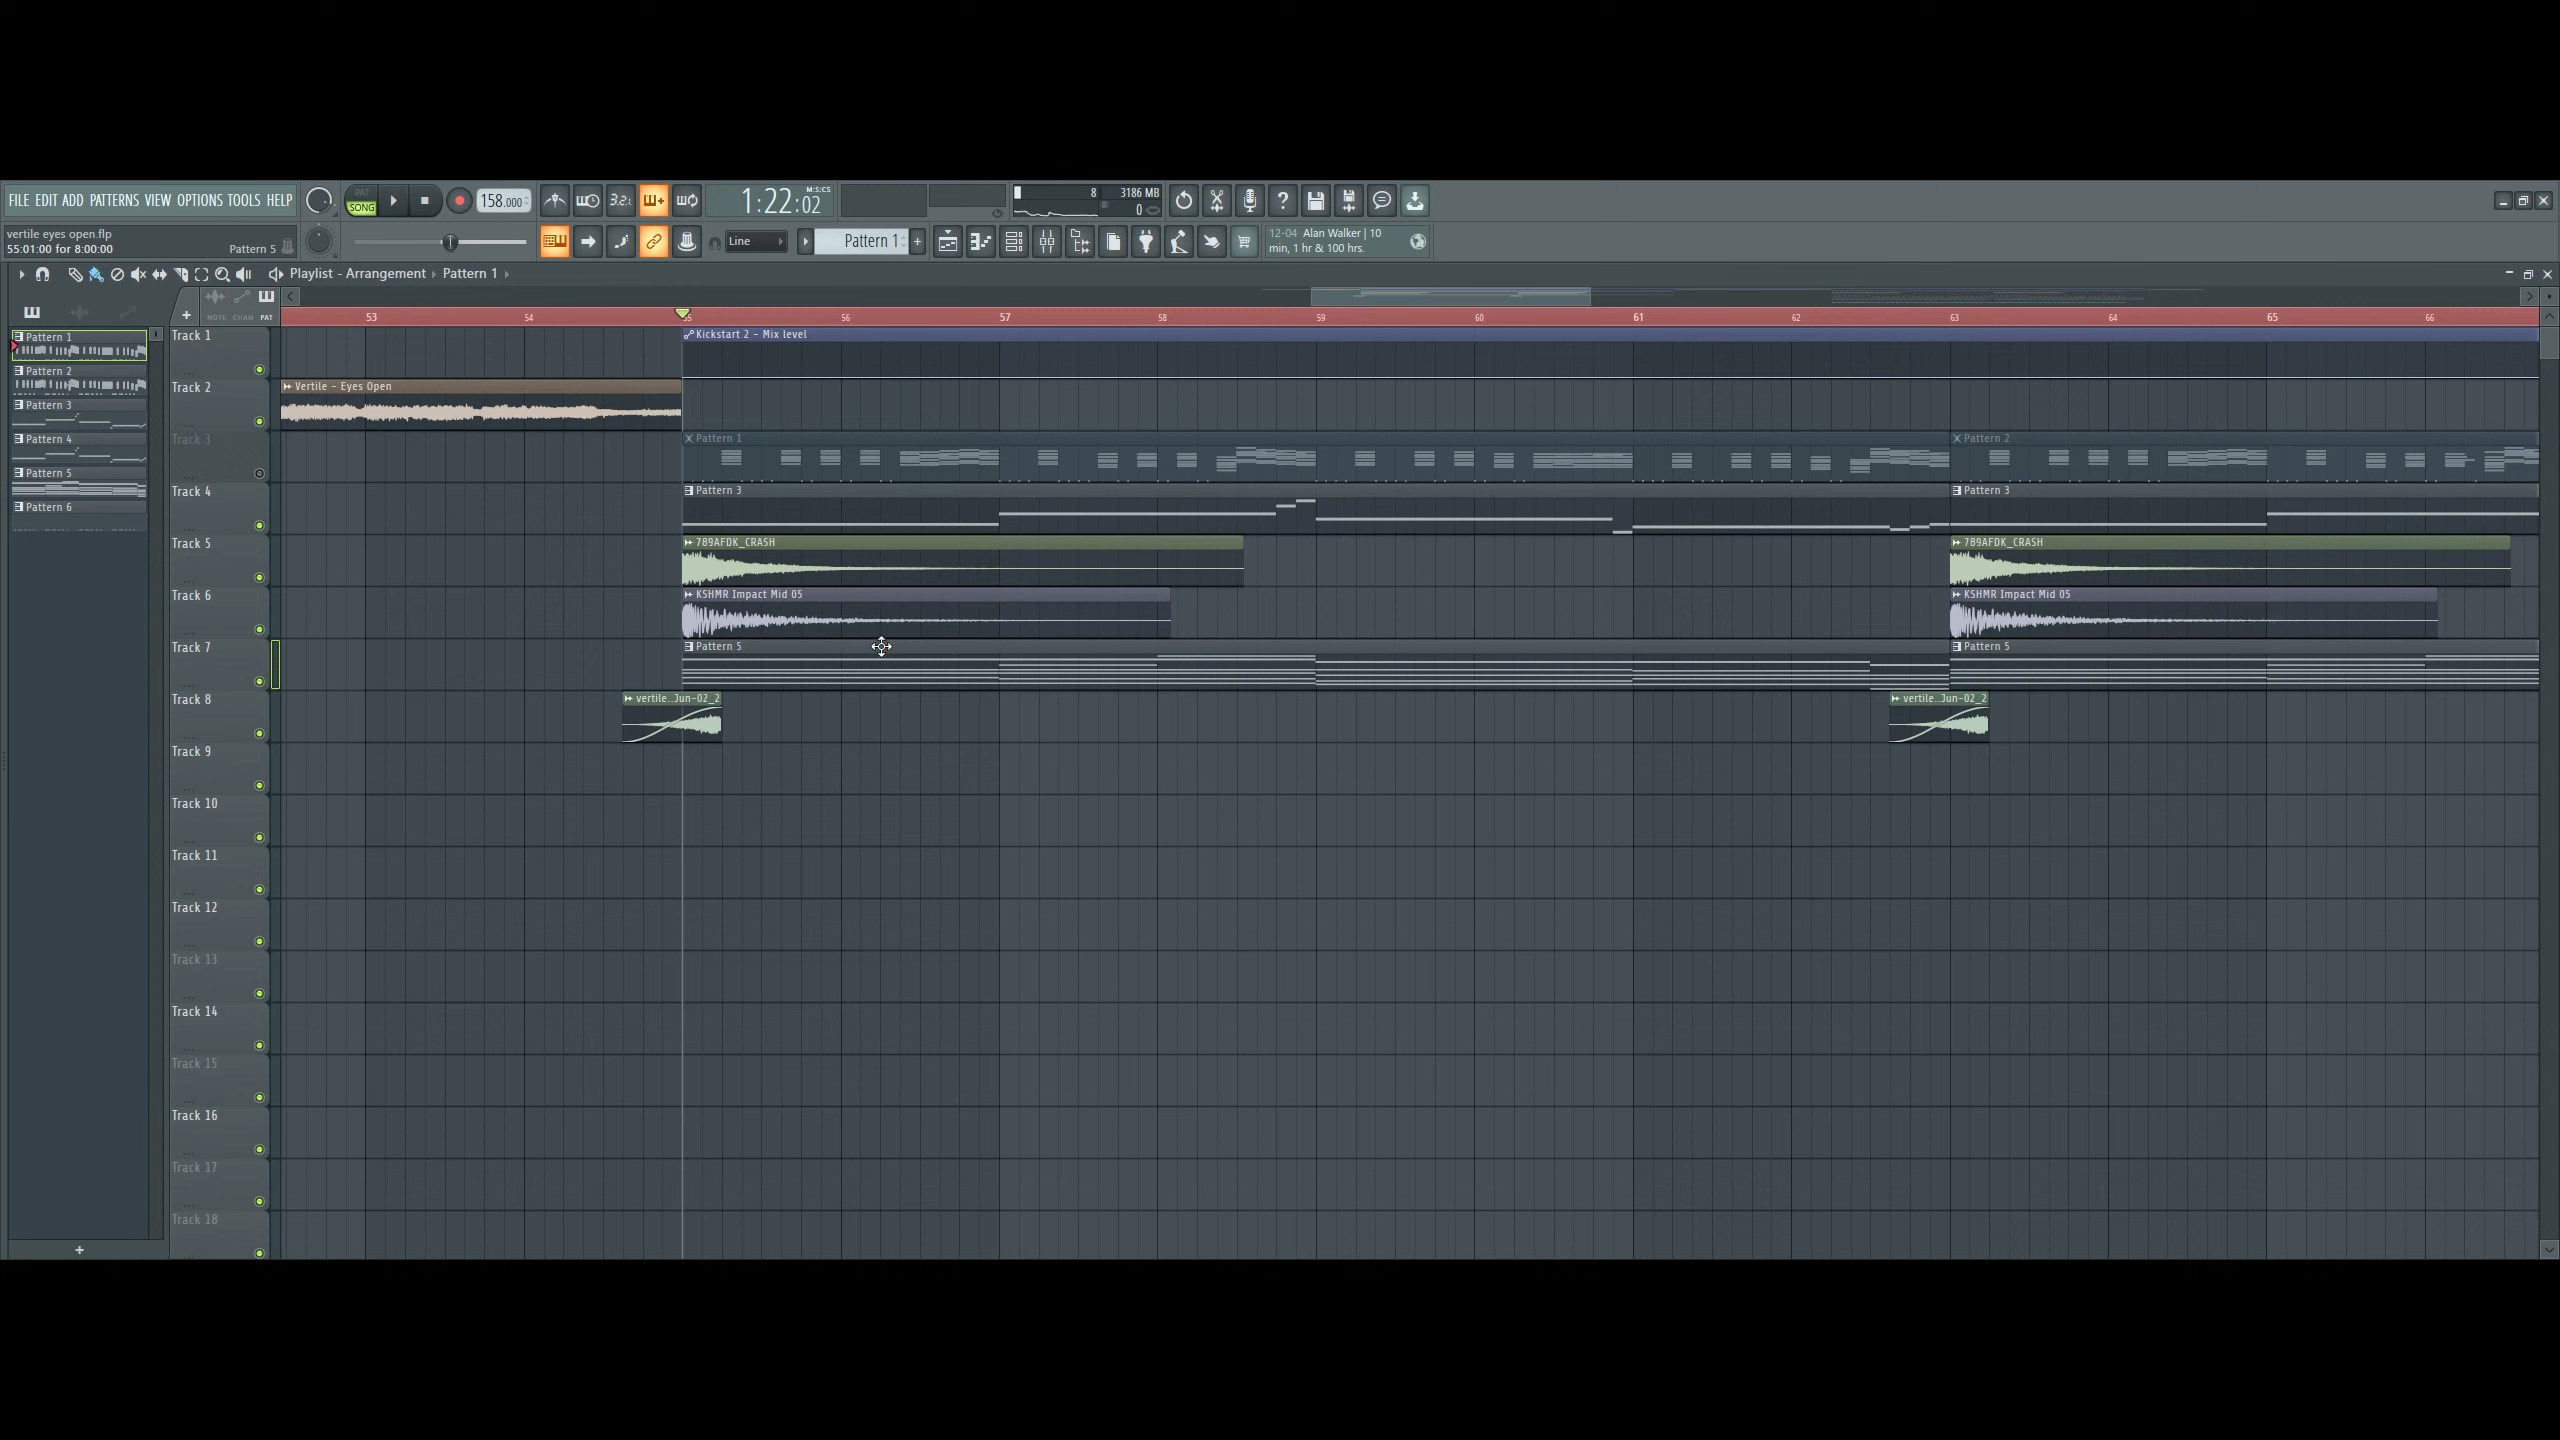 FILE EDIT ADD PATTERNS VIEW OPTIONS TOOLS HELP
PAT
SONG
158.000
3.2.
M:S:CS
1:22:02
8
3186 MB
0
vertile eyes open.flp
55:01:00 for 8:00:00
Pattern 5
Line
Pattern 1
+
12-04 Alan Walker | 10
min, 1 hr & 100 hrs.
Playlist - Arrangement
Pattern 1
NOTE CHAN PAT
53
54
55
56
57
58
59
60
61
62
63
64
65
66
Pattern 1
Pattern 2
Pattern 3
Pattern 4
Pattern 5
Pattern 6
Track 1
Kickstart 2 - Mix level
Track 2
Vertile - Eyes Open
Track 3
Pattern 1
Pattern 2
Track 4
Pattern 3
Pattern 3
Track 5
789AFDK_CRASH
789AFDK_CRASH
Track 6
KSHMR Impact Mid 05
KSHMR Impact Mid 05
Track 7
Pattern 5
Pattern 5
Track 8
vertile..Jun-02_2
vertile..Jun-02_2
Track 9
Track 10
Track 11
Track 12
Track 13
Track 14
Track 15
Track 16
Track 17
Track 18